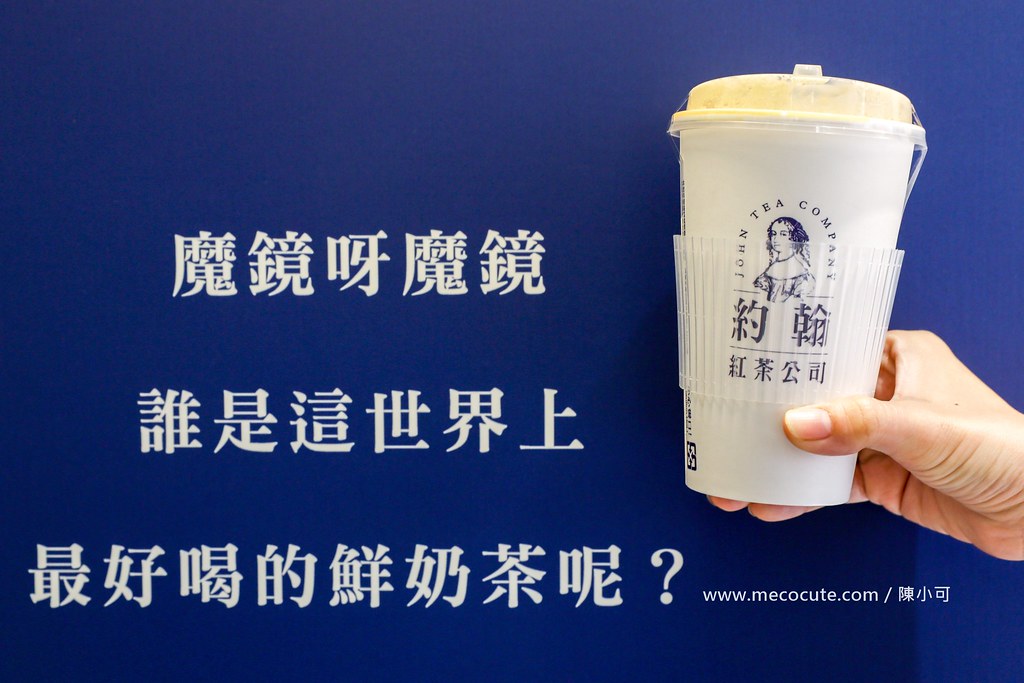 魔鏡呀魔鏡
誰是這世界上
最好喝的鮮奶茶呢？
JOHN TEA COMPANY
約翰
紅茶公司
www.mecocute.com / 陳小可